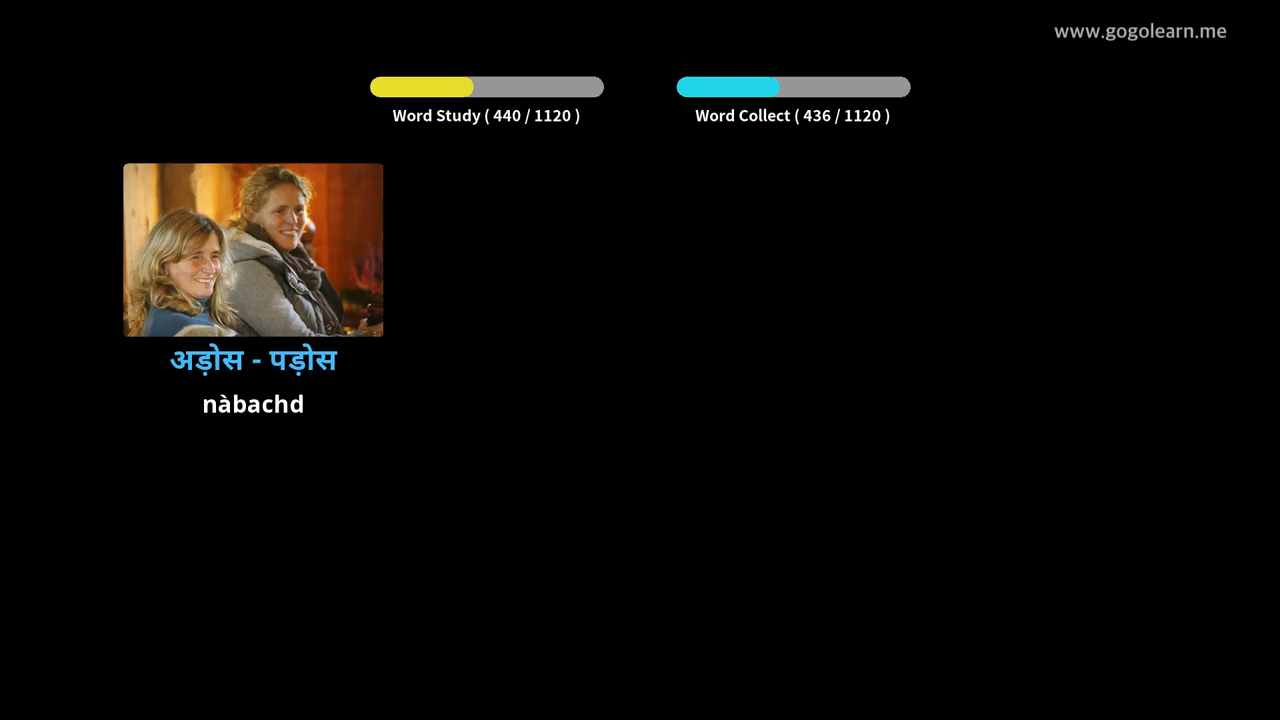 www.gogolearn.me
Word Study ( 440 / 1120 )
Word Collect ( 436 / 1120 )
अड़ोस - पड़ोस
nàbachd